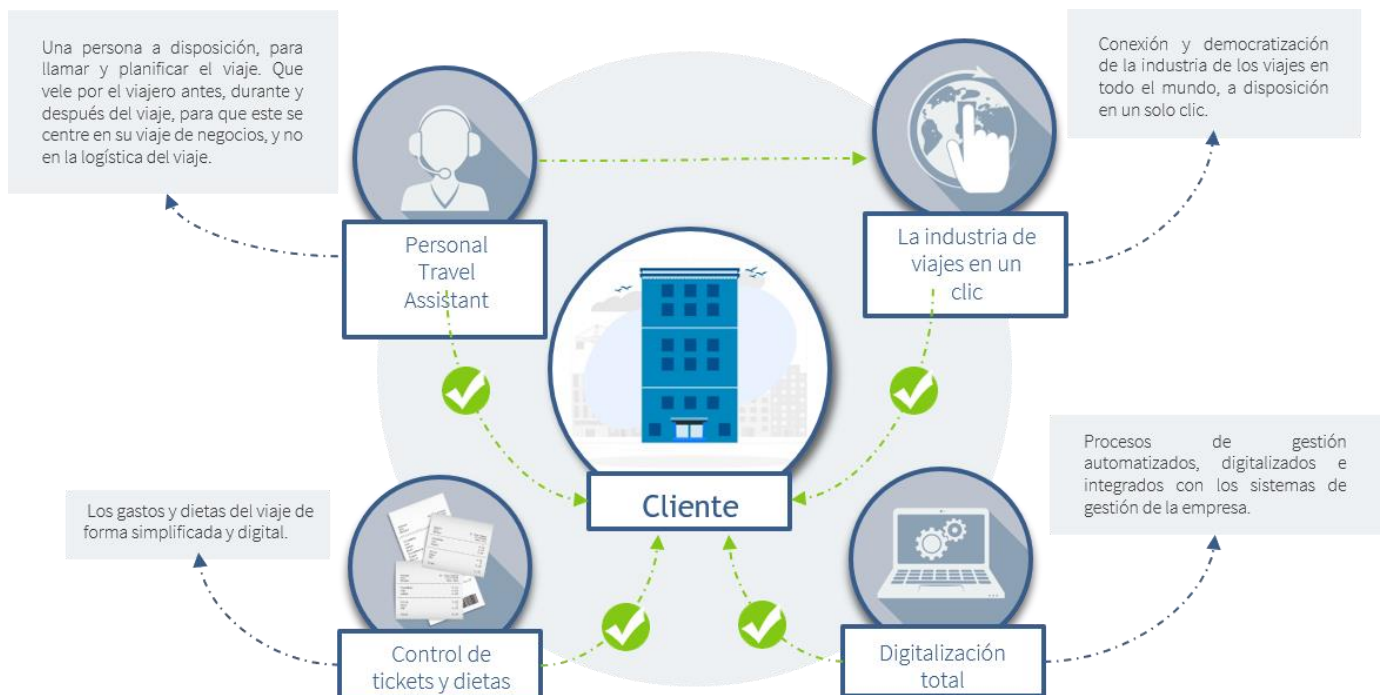 Una persona a disposición, para
llamar y planificar el viaje. Que
vele por el viajero antes, durante y
después del viaje, para que este se
centre en su viaje de negocios, y no
en la logística del viaje.
Conexión y democratización
de la industria de los viajes en
todo el mundo, a disposición
en un solo clic.
Personal
Travel
Assistant
La industria de
viajes en un
clic
Cliente
Los gastos y dietas del viaje de
forma simplificada y digital.
Procesos de gestión
automatizados, digitalizados e
integrados con los sistemas de
gestión de la empresa.
Control de
tickets y dietas
Digitalización
total